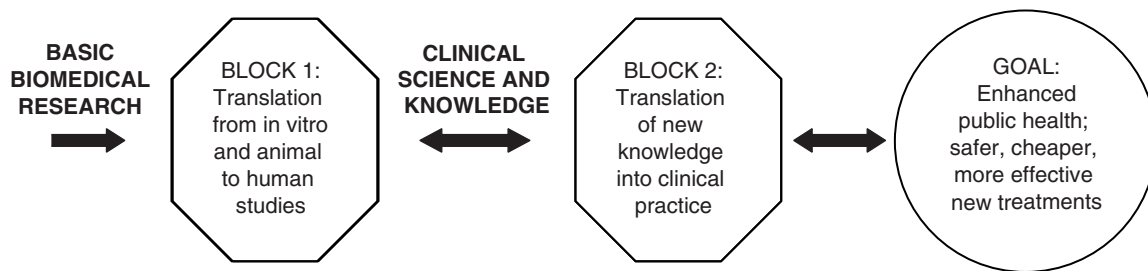 BASIC
BIOMEDICAL
RESEARCH
BLOCK 1:
Translation
from in vitro
and animal
to human
studies
CLINICAL
SCIENCE AND
KNOWLEDGE
BLOCK 2:
Translation
of new
knowledge
into clinical
practice
GOAL:
Enhanced
public health;
safer, cheaper,
more effective
new treatments